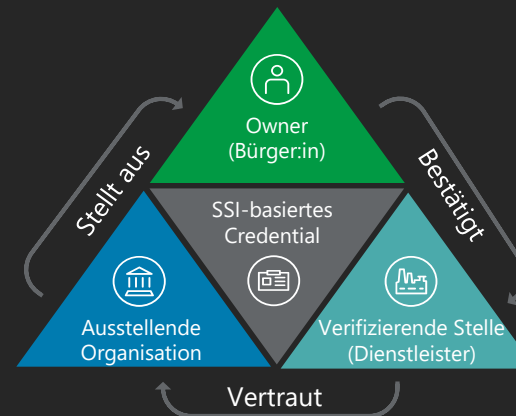 Owner
(Bürger:in)
Stellt aus
Bestätigt
SSI-basiertes
Credential
Ausstellende
Organisation
Verifizierende Stelle
(Dienstleister)
Vertraut